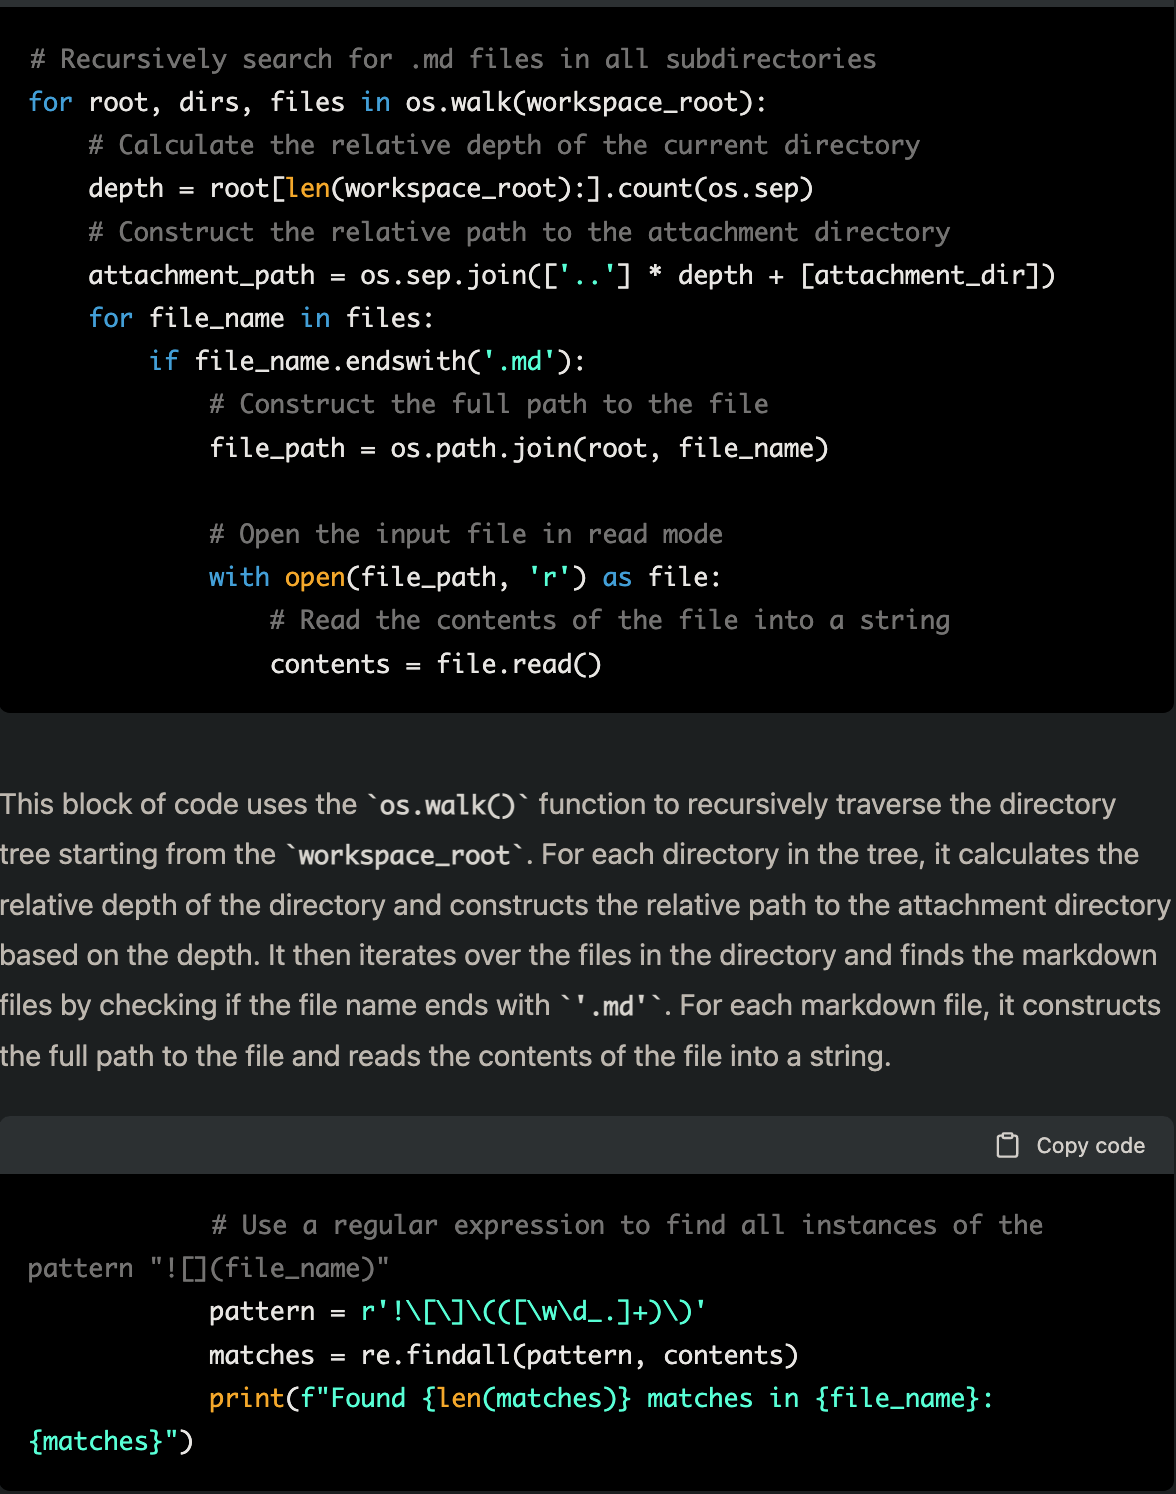 # Recursively search for .md files in all subdirectories
for root, dirs, files in os.walk(workspace_root):
    # Calculate the relative depth of the current directory
    depth = root[len(workspace_root):].count(os.sep)
    # Construct the relative path to the attachment directory
    attachment_path = os.sep.join(['..'] * depth + [attachment_dir])
    for file_name in files:
        if file_name.endswith('.md'):
            # Construct the full path to the file
            file_path = os.path.join(root, file_name)

            # Open the input file in read mode
            with open(file_path, 'r') as file:
                # Read the contents of the file into a string
                contents = file.read()
This block of code uses the `os.walk()` function to recursively traverse the directory
tree starting from the `workspace_root`. For each directory in the tree, it calculates the
relative depth of the directory and constructs the relative path to the attachment directory
based on the depth. It then iterates over the files in the directory and finds the markdown
files by checking if the file name ends with `'.md'`. For each markdown file, it constructs
the full path to the file and reads the contents of the file into a string.
Copy code
            # Use a regular expression to find all instances of the
pattern "![](file_name)"
            pattern = r'!\[\]\(([\w\d_.]+)\)'
            matches = re.findall(pattern, contents)
            print(f"Found {len(matches)} matches in {file_name}:
{matches}")